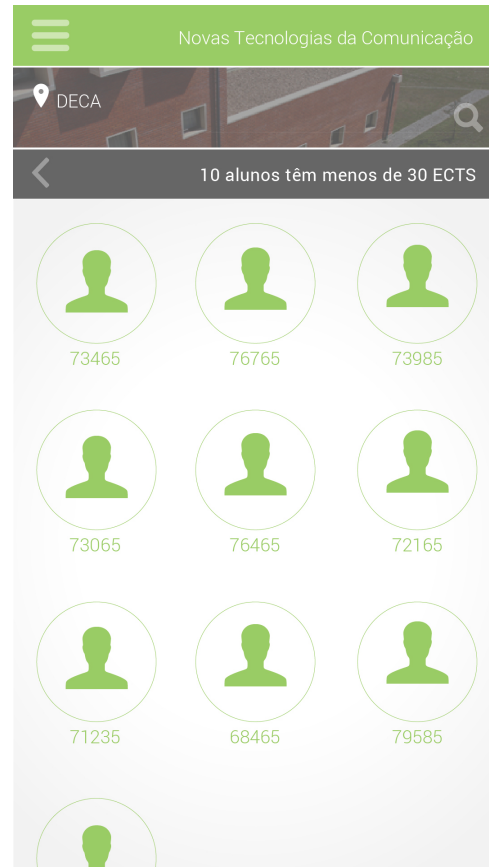 Novas Tecnologias da Comunicação
DECA
10 alunos têm menos de 30 ECTS
73465 76765 73985
73065 76465 72165
71235 68465 79585